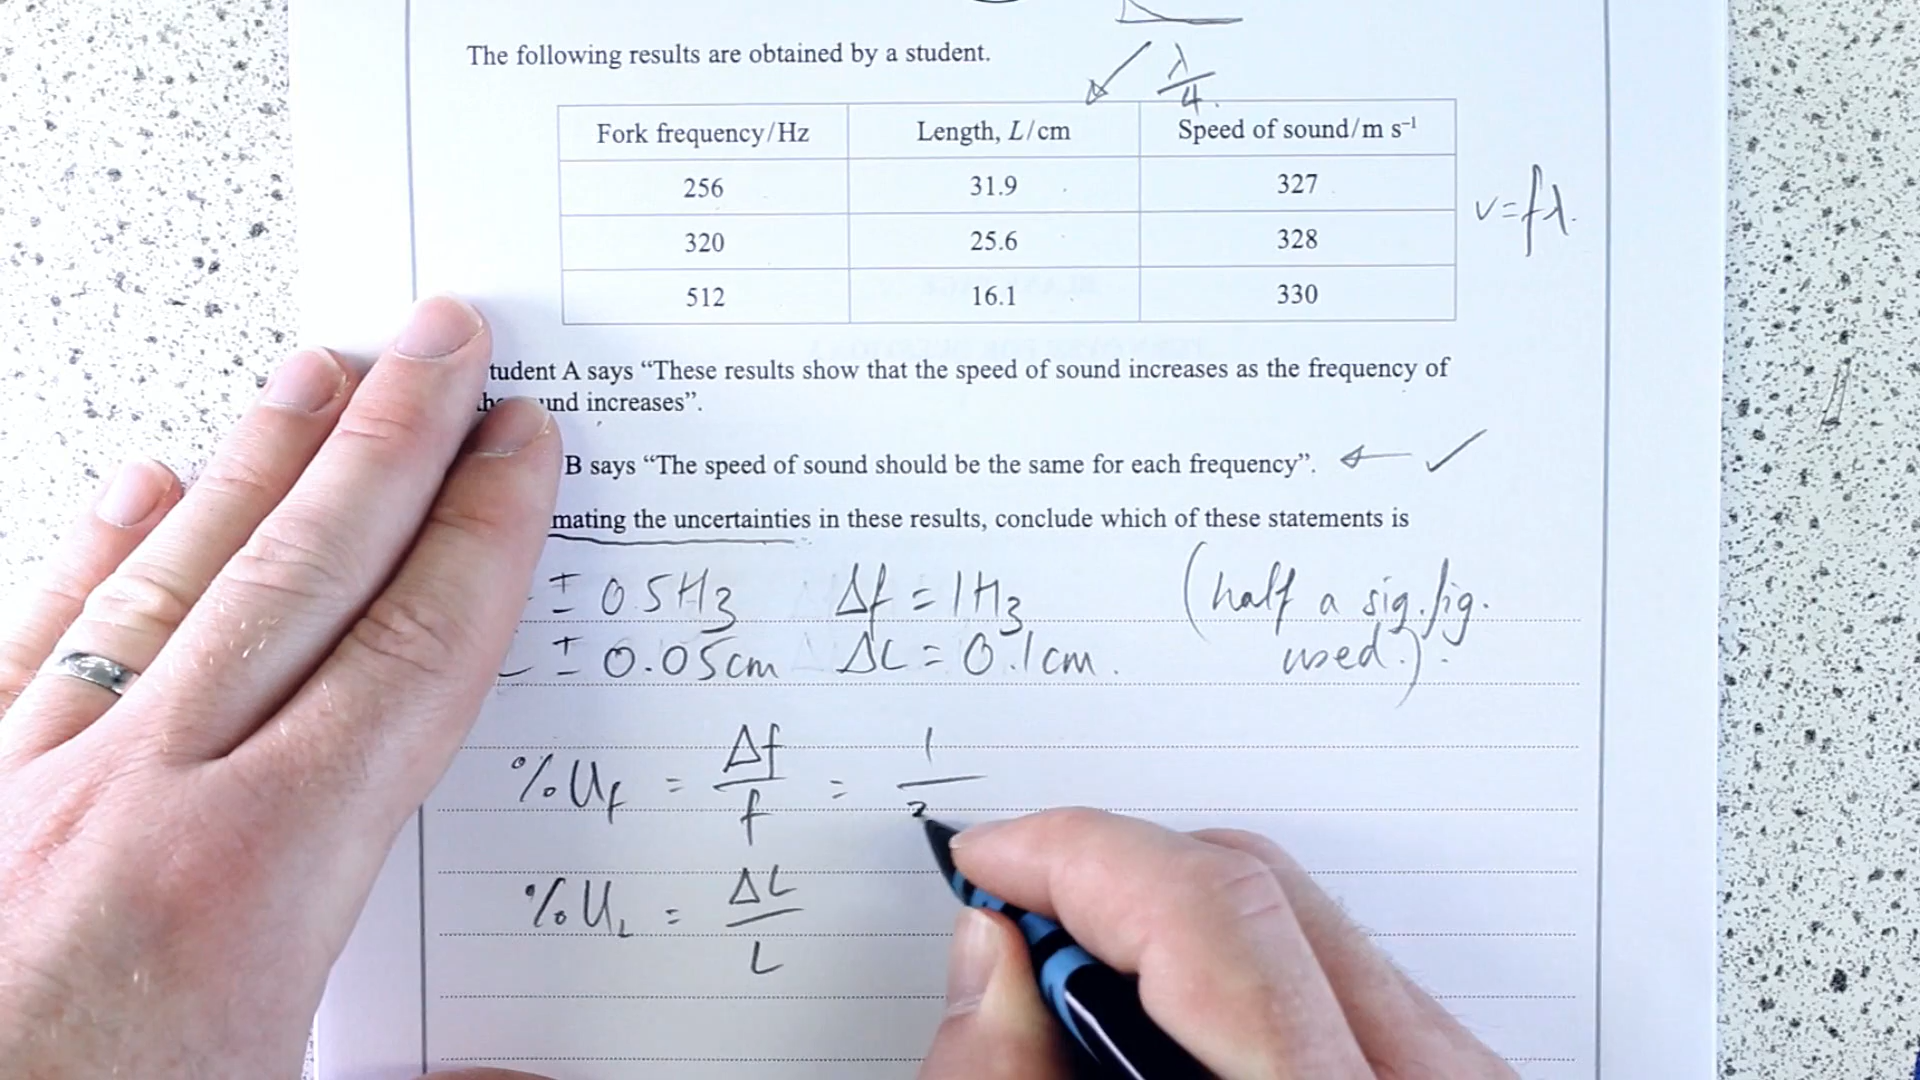 The following results are obtained by a student.
λ/4
Fork frequency/Hz Length, L/cm Speed of sound/m s⁻¹
256 31.9 327
320 25.6 328
512 16.1 330
v=fλ.
tudent A says “These results show that the speed of sound increases as the frequency of
und increases”.
B says “The speed of sound should be the same for each frequency”.
mating the uncertainties in these results, conclude which of these statements is
± 0.5Hz Δf = 1Hz (half a sig. fig.
± 0.05cm ΔL = 0.1cm. used.).
%Uf = Δf/f = 1/2
%UL = ΔL/L